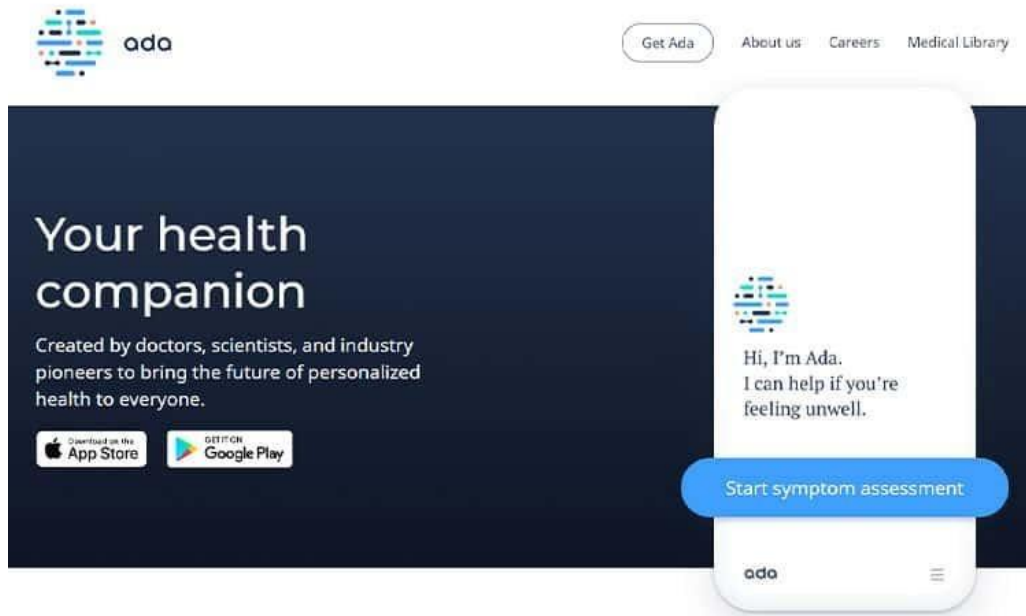 ada
Get Ada
About us
Careers
Medical Library
Your health
companion
Created by doctors, scientists, and industry
pioneers to bring the future of personalized
health to everyone.
Download on the
App Store
GET IT ON
Google Play
Hi, I'm Ada.
I can help if you're
feeling unwell.
Start symptom assessment
ada